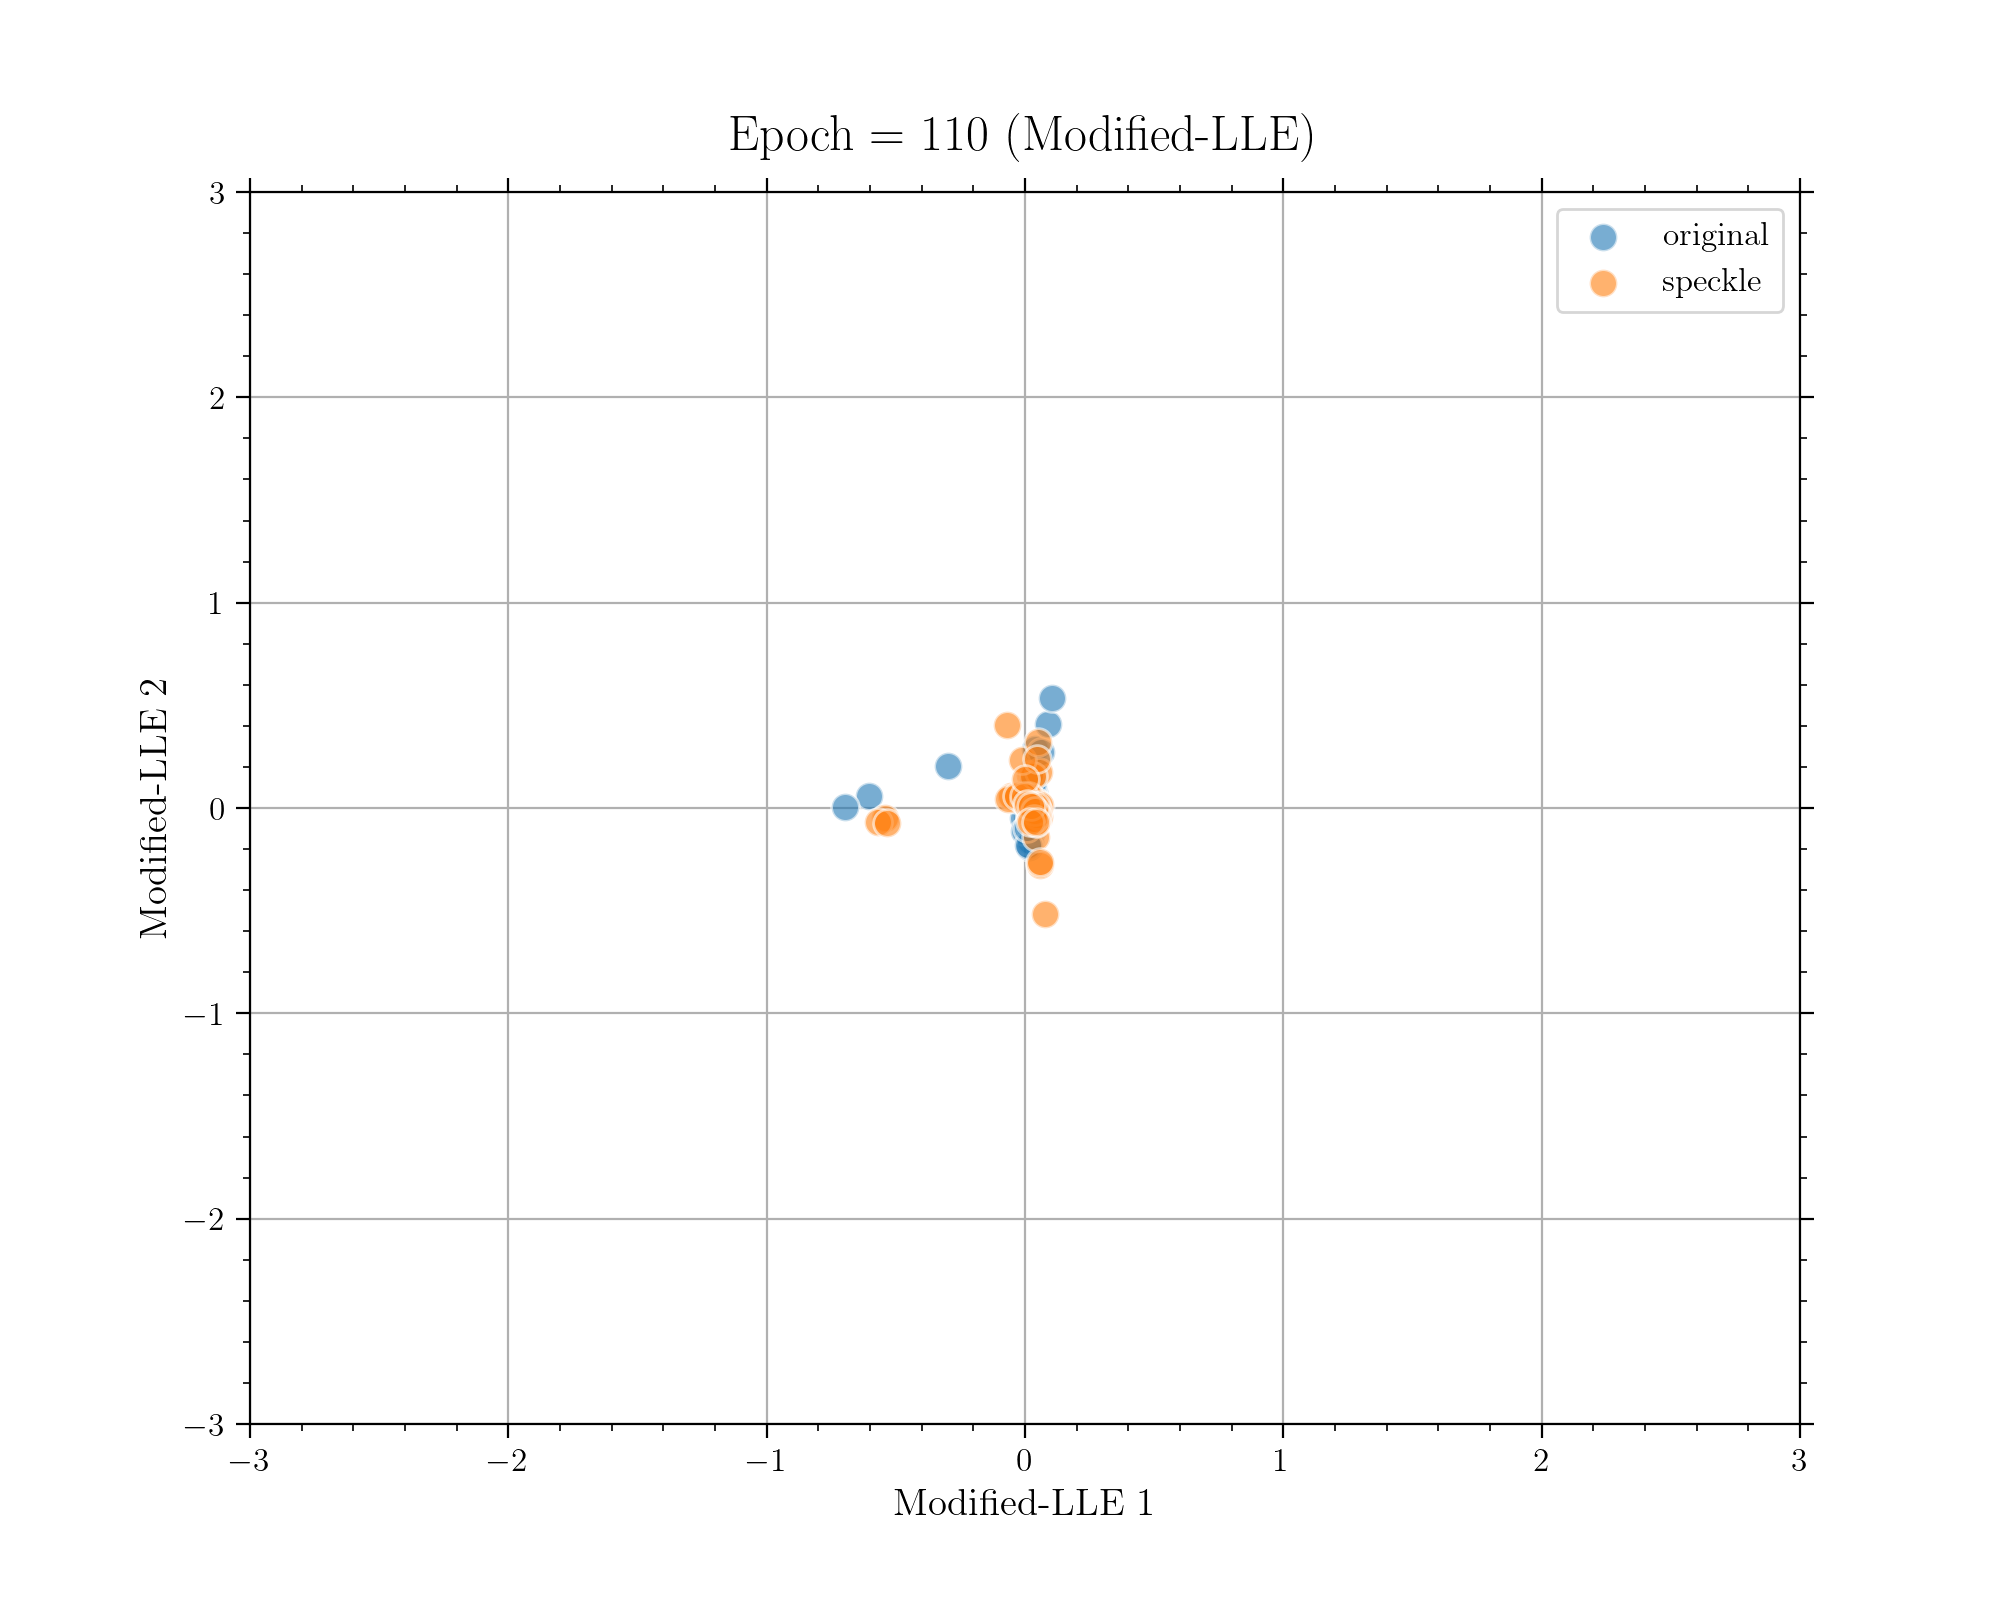 Epoch = 110 (Modified-LLE)
original
speckle
3
2
1
0
−1
−2
−3
Modified-LLE 2
−3
−2
−1
0
1
2
3
Modified-LLE 1